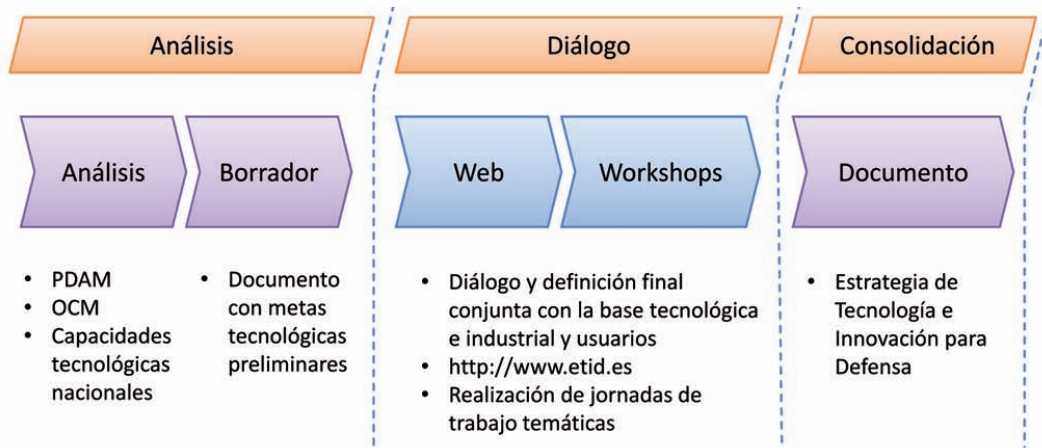 Análisis
Diálogo
Consolidación
Análisis
Borrador
Web
Workshops
Documento
• PDAM
• OCM
• Capacidades
tecnológicas
nacionales
• Documento
con metas
tecnológicas
preliminares
• Diálogo y definición final
conjunta con la base tecnológica
e industrial y usuarios
• http://www.etid.es
• Realización de jornadas de
trabajo temáticas
• Estrategia de
Tecnología e
Innovación para
Defensa